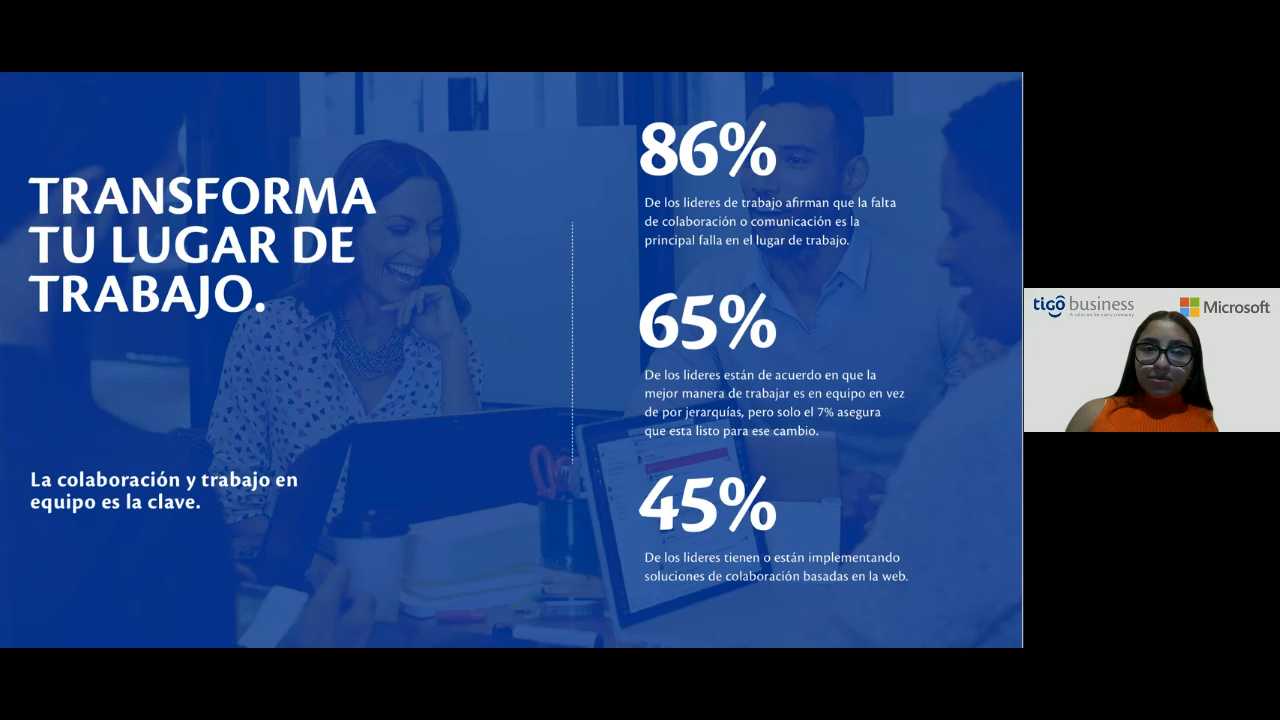 TRANSFORMA
TU LUGAR DE
TRABAJO.
La colaboración y trabajo en
equipo es la clave.
86%
De los lideres de trabajo afirman que la falta
de colaboración o comunicación es la
principal falla en el lugar de trabajo.
65%
De los lideres están de acuerdo en que la
mejor manera de trabajar es en equipo en vez
de por jerarquías, pero solo el 7% asegura
que esta listo para ese cambio.
45%
De los lideres tienen o están implementando
soluciones de colaboración basadas en la web.
tigo business
A solution for every company
Microsoft